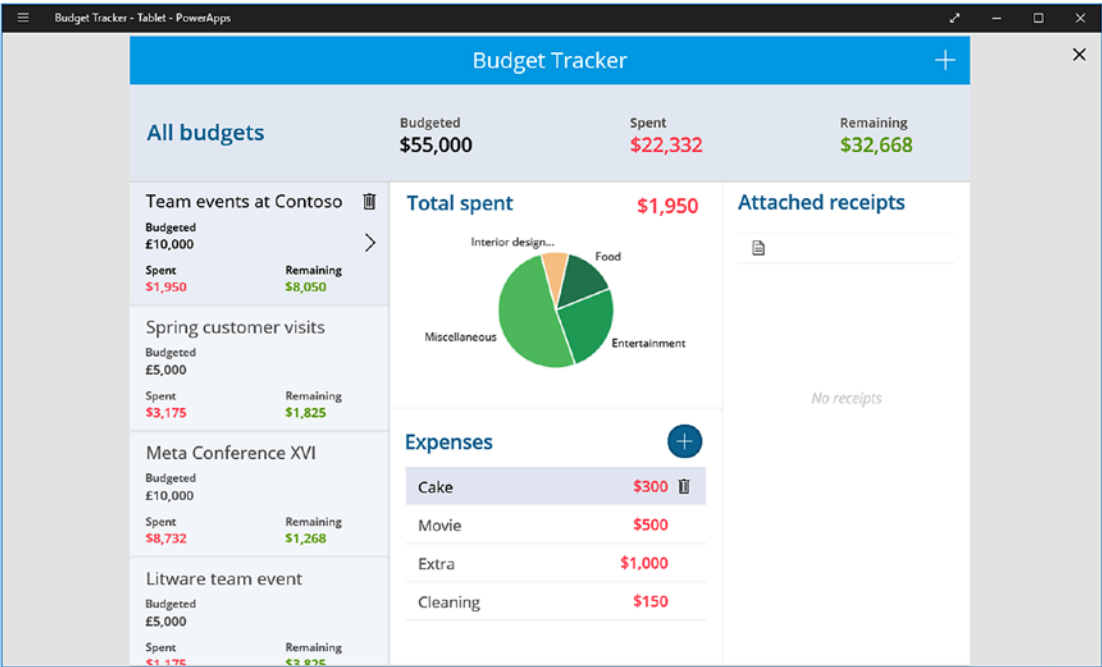 Budget Tracker - Tablet - PowerApps
Budget Tracker
All budgets
Budgeted
$55,000
Spent
$22,332
Remaining
$32,668
Team events at Contoso
Budgeted
£10,000
Spent
$1,950
Remaining
$8,050
Spring customer visits
Budgeted
£5,000
Spent
$3,175
Remaining
$1,825
Meta Conference XVI
Budgeted
£10,000
Spent
$8,732
Remaining
$1,268
Litware team event
Budgeted
£5,000
Spent
$1,175
Remaining
$3,825
Total spent
$1,950
Interior design...
Food
Miscellaneous
Entertainment
Expenses
Cake $300
Movie $500
Extra $1,000
Cleaning $150
Attached receipts
No receipts